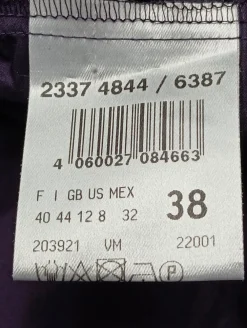 2337 4844 / 6387
4 060027 084663
F I GB US MEX
40 44 12 8 32 38
203921 VM 22001
P